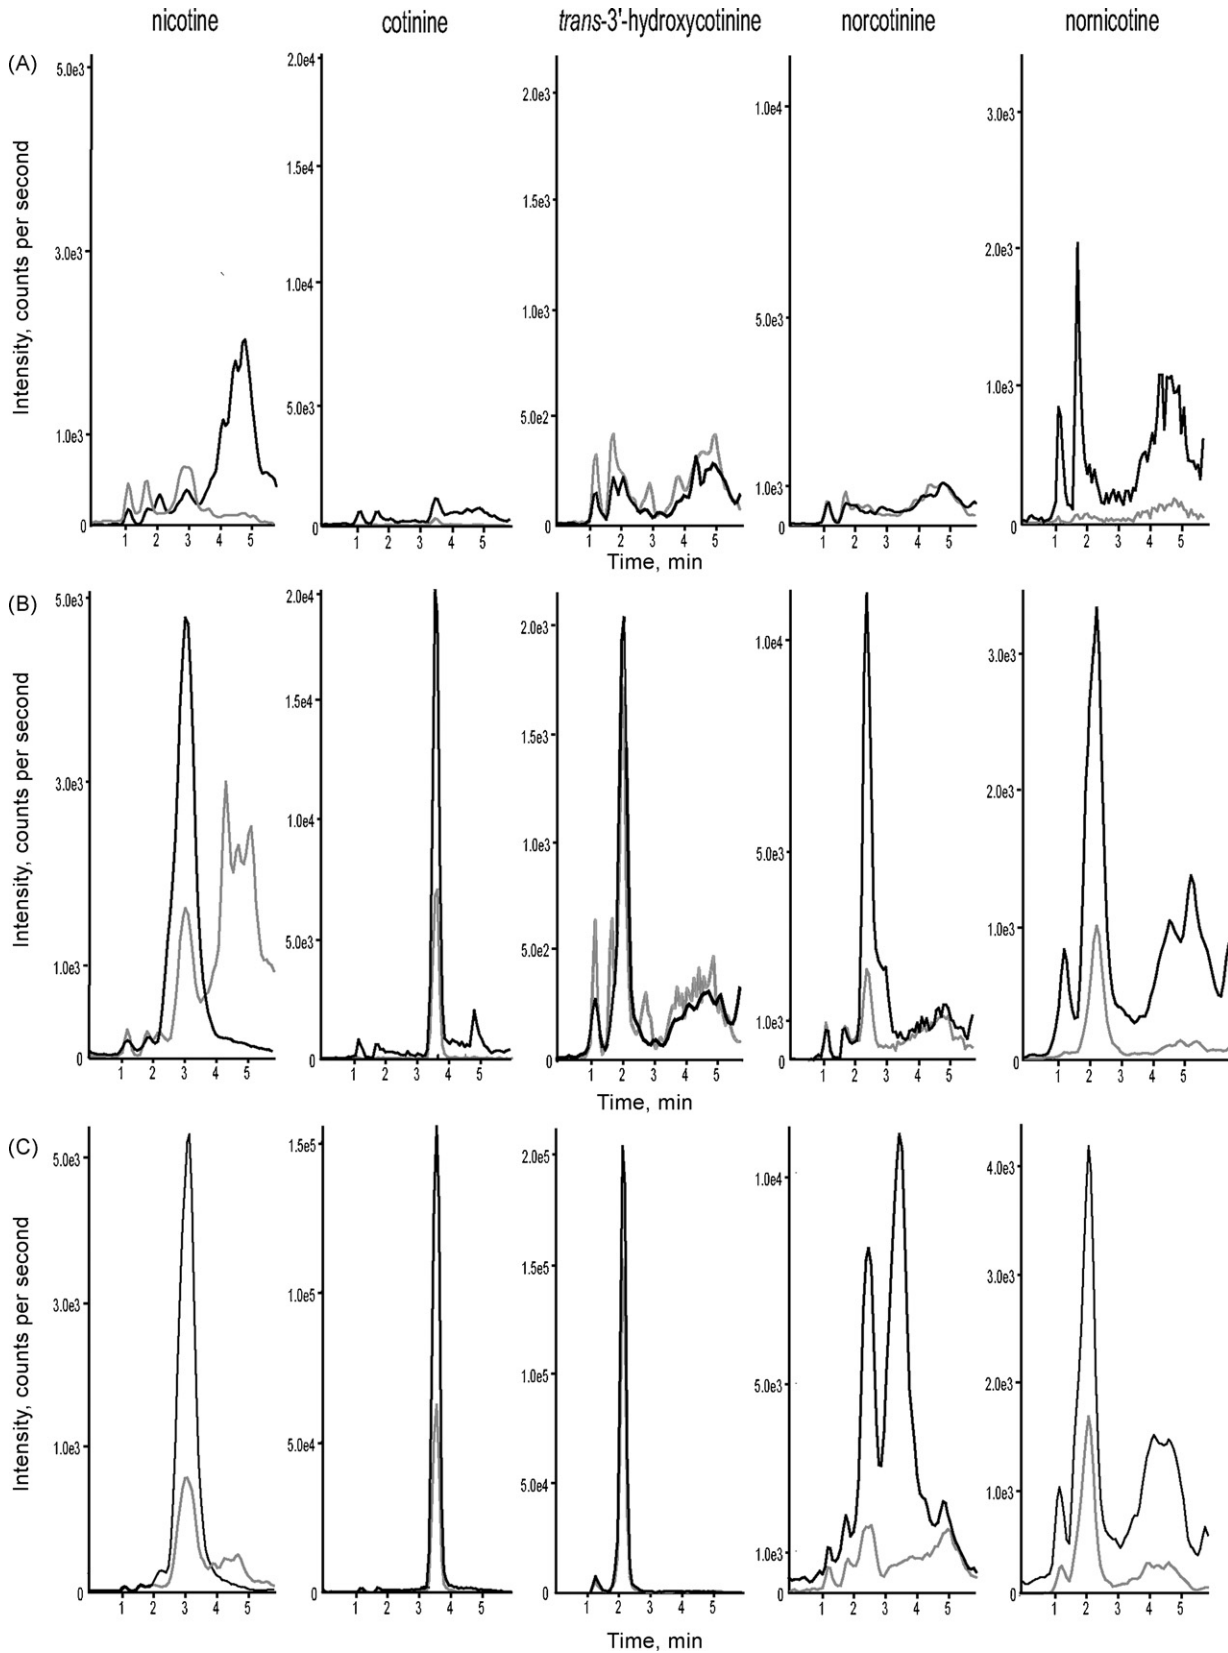 nicotine cotinine trans-3'-hydroxycotinine norcotinine nornicotine
(A)
Intensity, counts per second
5.0e3
3.0e3
1.0e3
0
1 2 3 4 5
2.0e4
1.5e4
1.0e4
5.0e3
0
1 2 3 4 5
2.0e3
1.5e3
1.0e3
5.0e2
0
1 2 3 4 5
1.0e4
5.0e3
1.0e3
0
1 2 3 4 5
3.0e3
2.0e3
1.0e3
0
1 2 3 4 5
Time, min
(B)
Intensity, counts per second
5.0e3
3.0e3
1.0e3
0
1 2 3 4 5
2.0e4
1.5e4
1.0e4
5.0e3
0
1 2 3 4 5
2.0e3
1.5e3
1.0e3
5.0e2
0
1 2 3 4 5
1.0e4
5.0e3
1.0e3
0
1 2 3 4 5
3.0e3
2.0e3
1.0e3
0
1 2 3 4 5
Time, min
(C)
Intensity, counts per second
5.0e3
3.0e3
1.0e3
0
1 2 3 4 5
1.5e5
1.0e5
5.0e4
0
1 2 3 4 5
2.0e5
1.5e5
1.0e5
5.0e4
0
1 2 3 4 5
1.0e4
5.0e3
1.0e3
0
1 2 3 4 5
4.0e3
3.0e3
2.0e3
1.0e3
0
1 2 3 4 5
Time, min